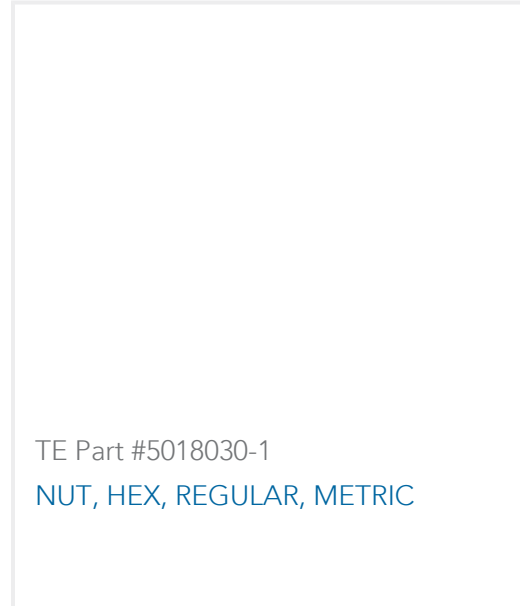 TE Part #5018030-1
NUT, HEX, REGULAR, METRIC